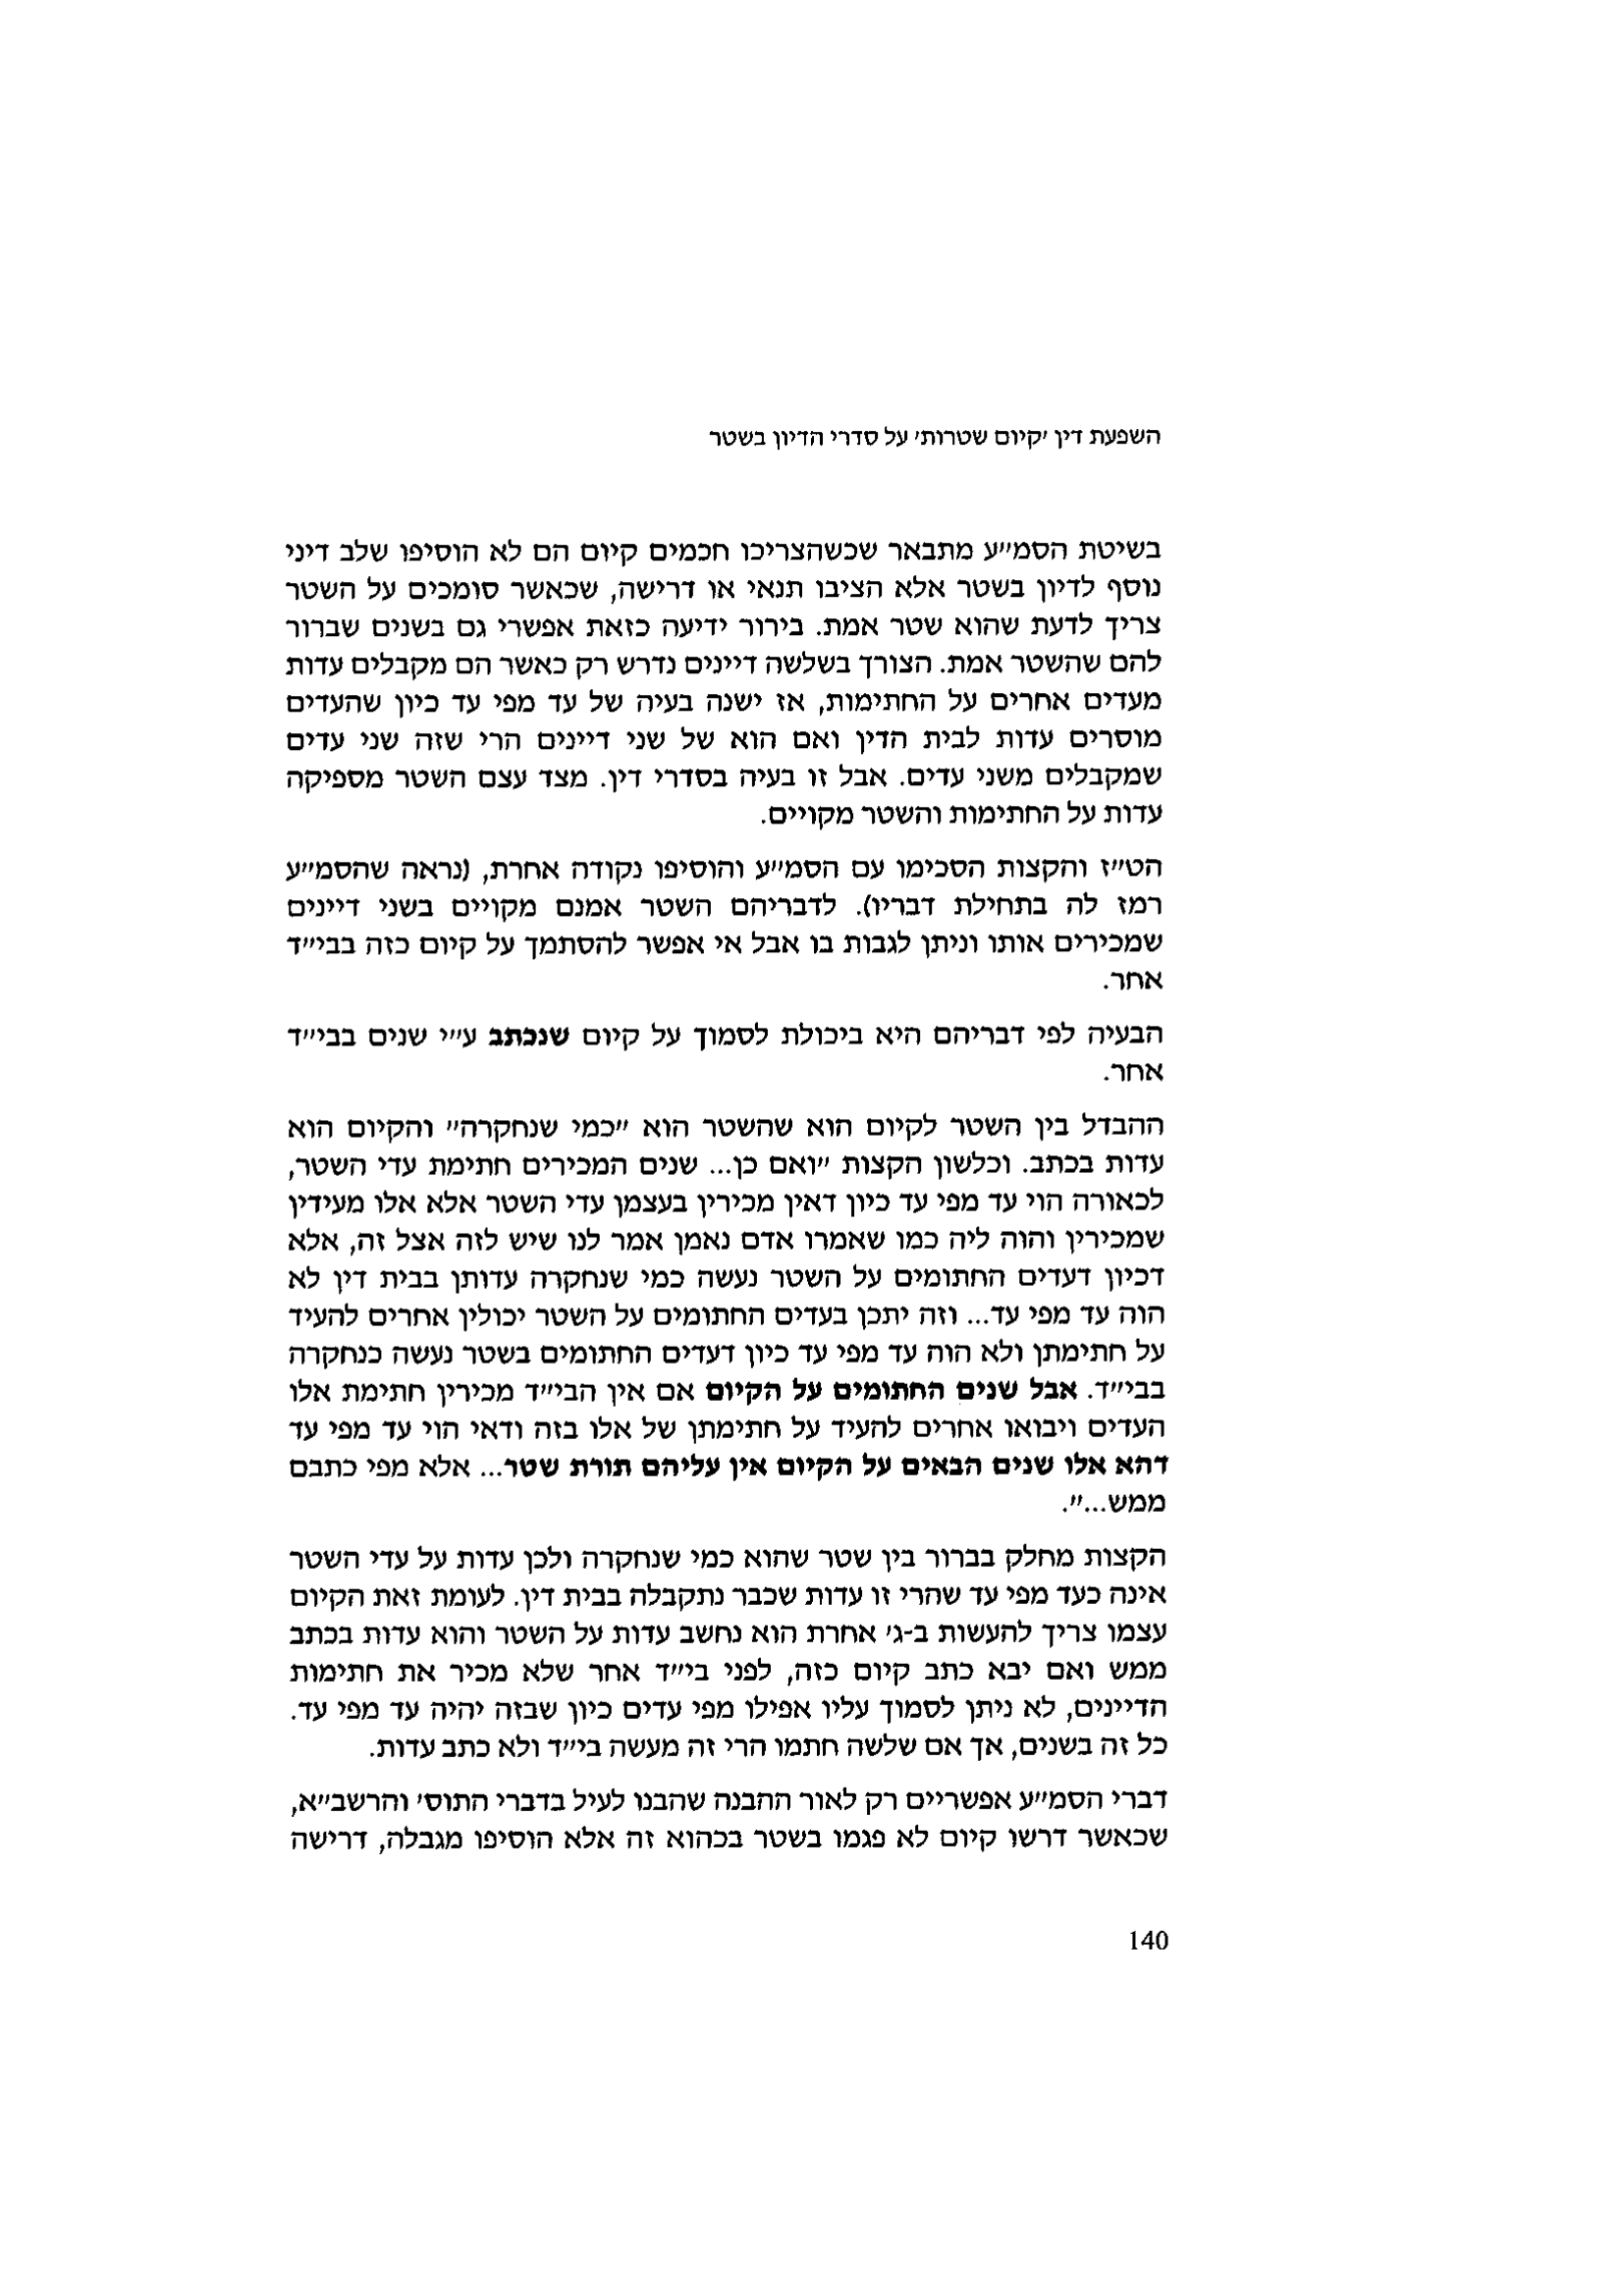 השפעת דין 'קיום שטרות' על סדרי הדיון בשטר
בשיטת הסמ"ע מתבאר שכשהצריכו חכמים קיום הם לא הוסיפו שלב דיני
נוסף לדיון בשטר אלא הציבו תנאי או דרישה, שכאשר סומכים על השטר
צריך לדעת שהוא שטר אמת. בירור ידיעה כזאת אפשרי גם בשנים שברור
להם שהשטר אמת. הצורך בשלשה דיינים נדרש רק כאשר הם מקבלים עדות
מעדים אחרים על החתימות, אז ישנה בעיה של עד מפי עד כיון שהעדים
מוסרים עדות לבית הדין ואם הוא של שני דיינים הרי שזה שני עדים
שמקבלים משני עדים. אבל זו בעיה בסדרי דין. מצד עצם השטר מספיקה
עדות על החתימות והשטר מקויים.
הט"ז והקצות הסכימו עם הסמ"ע והוסיפו נקודה אחרת, (נראה שהסמ"ע
רמז לה בתחילת דבריו). לדבריהם השטר אמנם מקויים בשני דיינים
שמכירים אותו וניתן לגבות בו אבל אי אפשר להסתמך על קיום כזה בבי"ד
אחר.
הבעיה לפי דבריהם היא ביכולת לסמוך על קיום שנכתב ע"י שנים בבי"ד
אחר.
ההבדל בין השטר לקיום הוא שהשטר הוא "כמי שנחקרה" והקיום הוא
עדות בכתב. וכלשון הקצות "ואם כן... שנים המכירים חתימת עדי השטר,
לכאורה הוי עד מפי עד כיון דאין מכירין בעצמן עדי השטר אלא אלו מעידין
שמכירין והוה ליה כמו שאמרו אדם נאמן אמר לנו שיש לזה אצל זה, אלא
דכיון דעדים החתומים על השטר נעשה כמי שנחקרה עדותן בבית דין לא
הוה עד מפי עד... וזה יתכן בעדים החתומים על השטר יכולין אחרים להעיד
על חתימתן ולא הוה עד מפי עד כיון דעדים החתומים בשטר נעשה כנחקרה
בבי"ד. אבל שנים החתומים על הקיום אם אין הבי"ד מכירין חתימת אלו
העדים ויבואו אחרים להעיד על חתימתן של אלו בזה ודאי הוי עד מפי עד
דהא אלו שנים הבאים על הקיום אין עליהם תורת שטר... אלא מפי כתבם
ממש...".
הקצות מחלק בברור בין שטר שהוא כמי שנחקרה ולכן עדות על עדי השטר
אינה כעד מפי עד שהרי זו עדות שכבר נתקבלה בבית דין. לעומת זאת הקיום
עצמו צריך להעשות ב-ג' אחרת הוא נחשב עדות על השטר והוא עדות בכתב
ממש ואם יבא כתב קיום כזה, לפני בי"ד אחר שלא מכיר את חתימות
הדיינים, לא ניתן לסמוך עליו אפילו מפי עדים כיון שבזה יהיה עד מפי עד.
כל זה בשנים, אך אם שלשה חתמו הרי זה מעשה בי"ד ולא כתב עדות.
דברי הסמ"ע אפשריים רק לאור ההבנה שהבנו לעיל בדברי התוס' והרשב"א,
שכאשר דרשו קיום לא פגמו בשטר בכהוא זה אלא הוסיפו מגבלה, דרישה
140